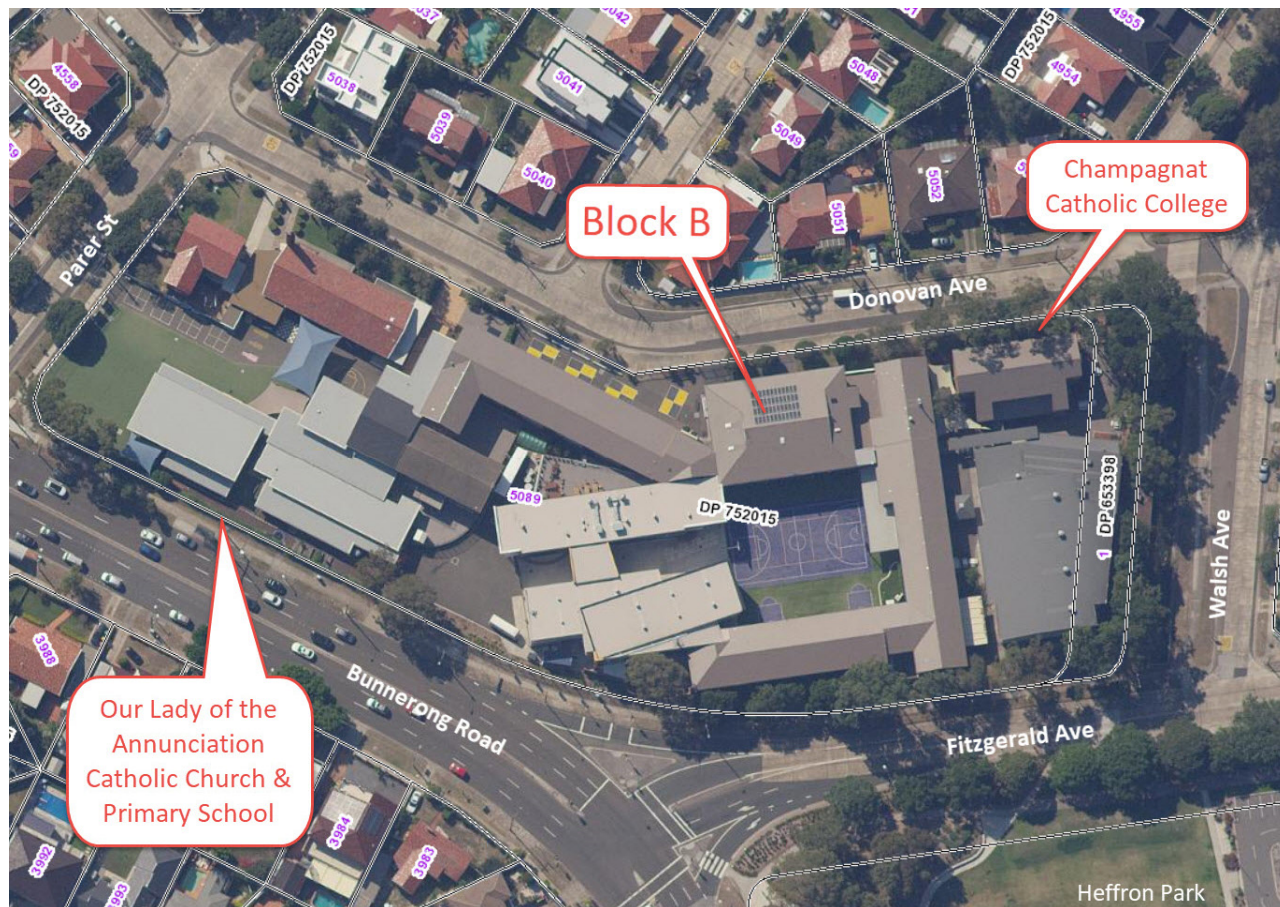 5037
5042
4955
4558
DP 752015
DP 752015
5038
5041
5048
DP 752015
4954
5039
5049
5040
5052
5051
Champagnat
Catholic College
Block B
Parer St
Donovan Ave
5089
DP 752015
DP 653398
1
Walsh Ave
3988
Our Lady of the
Annunciation
Catholic Church &
Primary School
Bunnerong Road
Fitzgerald Ave
3984
3983
3992
3993
Heffron Park